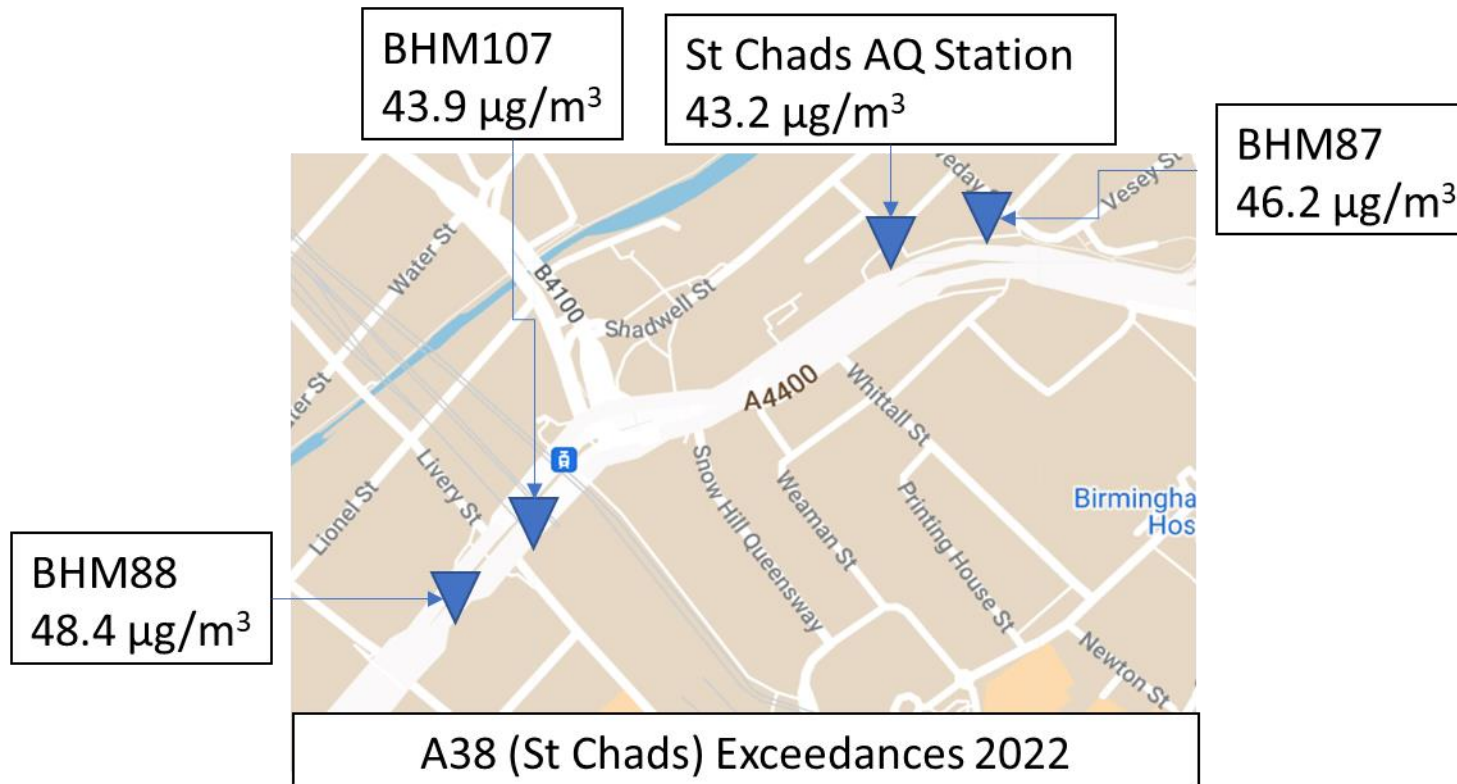 BHM107
43.9 µg/m³
St Chads AQ Station
43.2 µg/m³
BHM87
46.2 µg/m³
Vesey St
Water St
B4100
Shadwell St
A4400
Whittall St
Livery St
Lionel St
Snow Hill Queensway
Weaman St
Printing House St
Newton St
BHM88
48.4 µg/m³
A38 (St Chads) Exceedances 2022